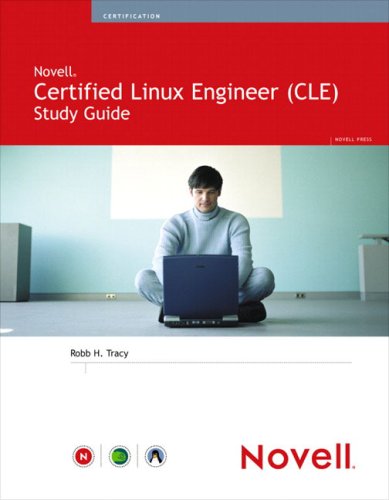 CERTIFICATION
Novell®
Certified Linux Engineer (CLE)
Study Guide
NOVELL PRESS
Robb H. Tracy
N
Novell®